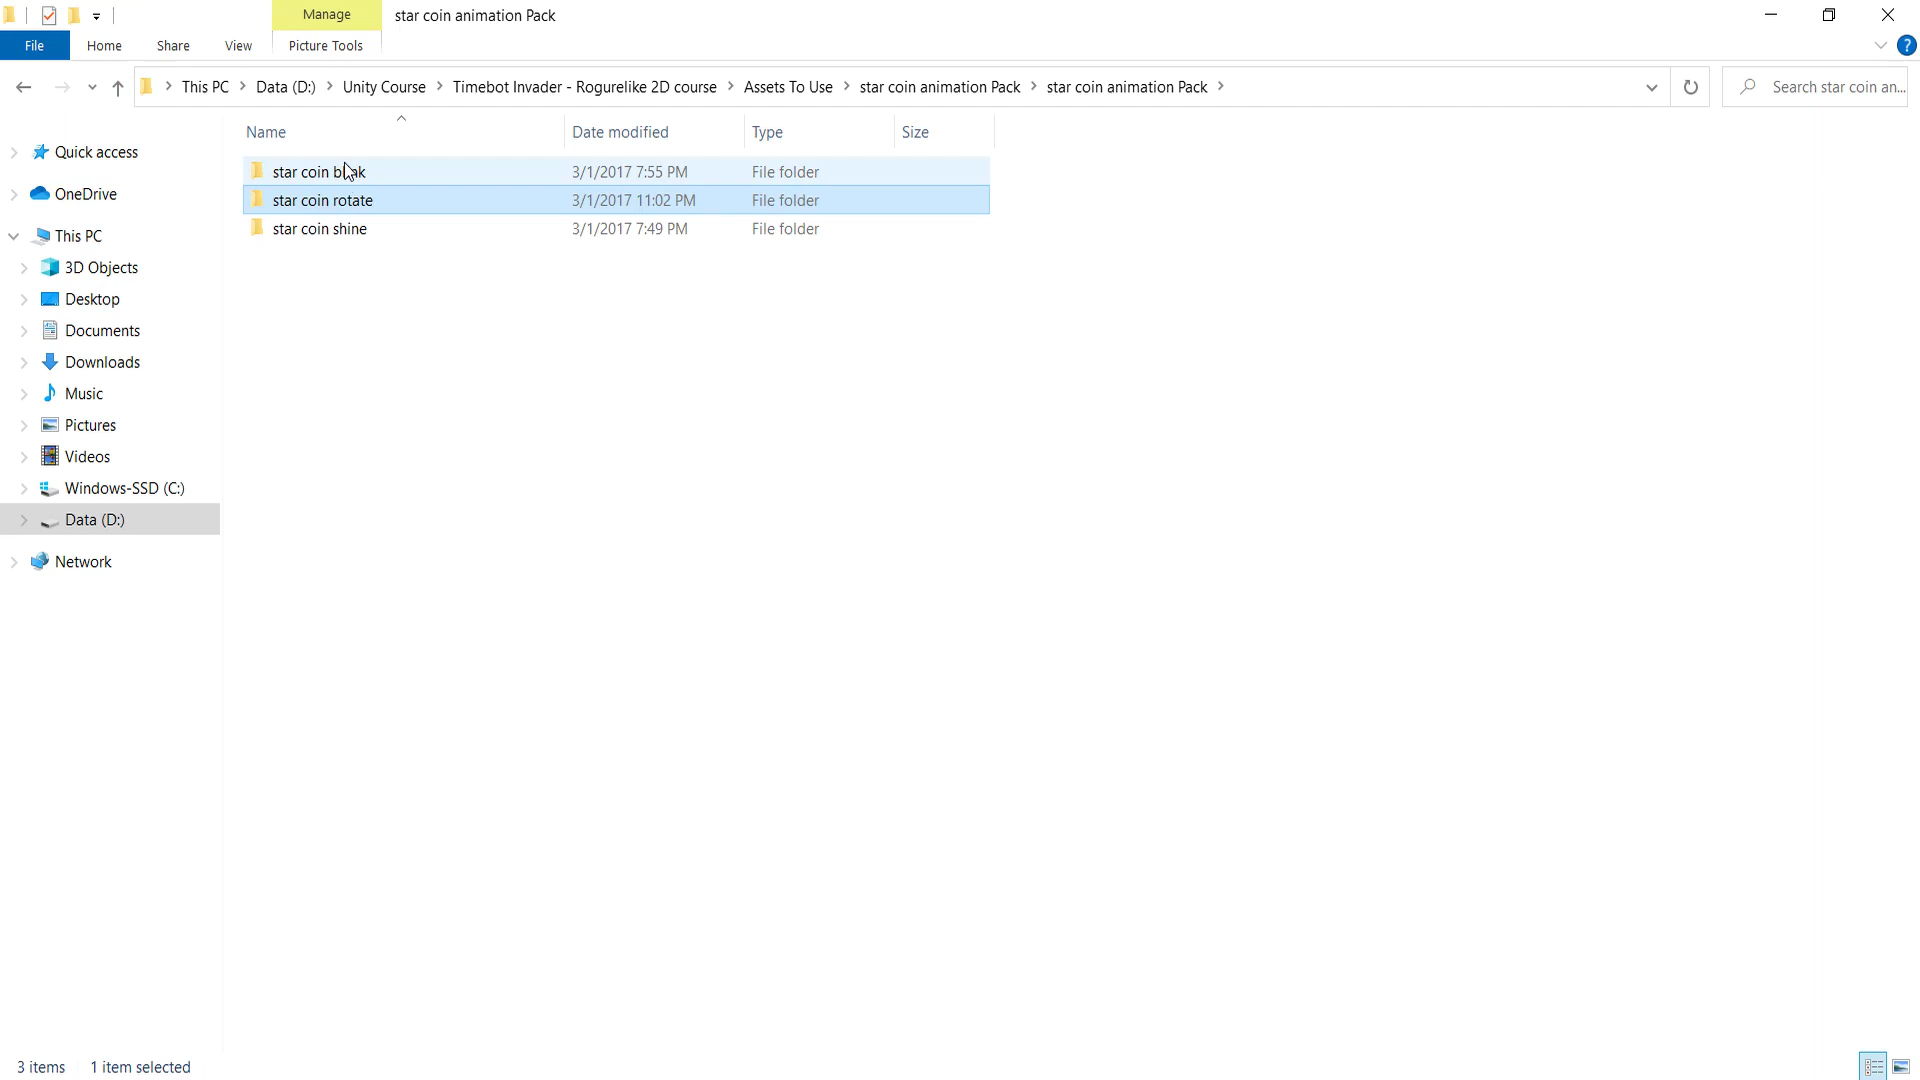 Manage
star coin animation Pack
File
Home
Share
View
Picture Tools
This PC
Data (D:)
Unity Course
Timebot Invader - Rogurelike 2D course
Assets To Use
star coin animation Pack
star coin animation Pack
Search star coin an...
Name
Date modified
Type
Size
star coin
3/1/2017 7:55 PM
File folder
star coin rotate
3/1/2017 11:02 PM
File folder
star coin shine
3/1/2017 7:49 PM
File folder
Quick access
OneDrive
This PC
3D Objects
Desktop
Documents
Downloads
Music
Pictures
Videos
Windows-SSD (C:)
Data (D:)
Network
3 items
1 item selected